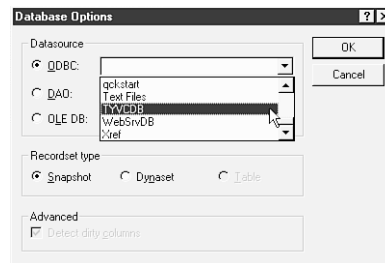 Database Options
Datasource
ODBC:
qckstart
Text Files
TYVCDB
WebSrvDB
Xref
DAO:
OLE DB:
Recordset type
Snapshot
Dynaset
Table
Advanced
Detect dirty columns
OK
Cancel